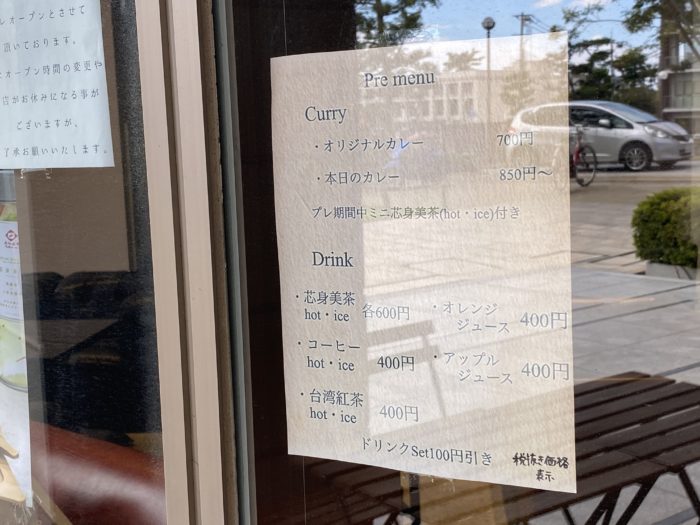 レオープンとさせて
頂いております。
オープン時間の変更や
店がお休みになる事が
ございますが、
了承お願いいたします。
Pre menu
Curry
・オリジナルカレー 700円
・本日のカレー 850円～
プレ期間中ミニ芯身美茶(hot・ice)付き
Drink
・芯身美茶 各600円
hot・ice
・オレンジ
ジュース 400円
・コーヒー
hot・ice 400円
・アップル
ジュース 400円
・台湾紅茶
hot・ice 400円
ドリンクSet100円引き
税抜き価格
表示